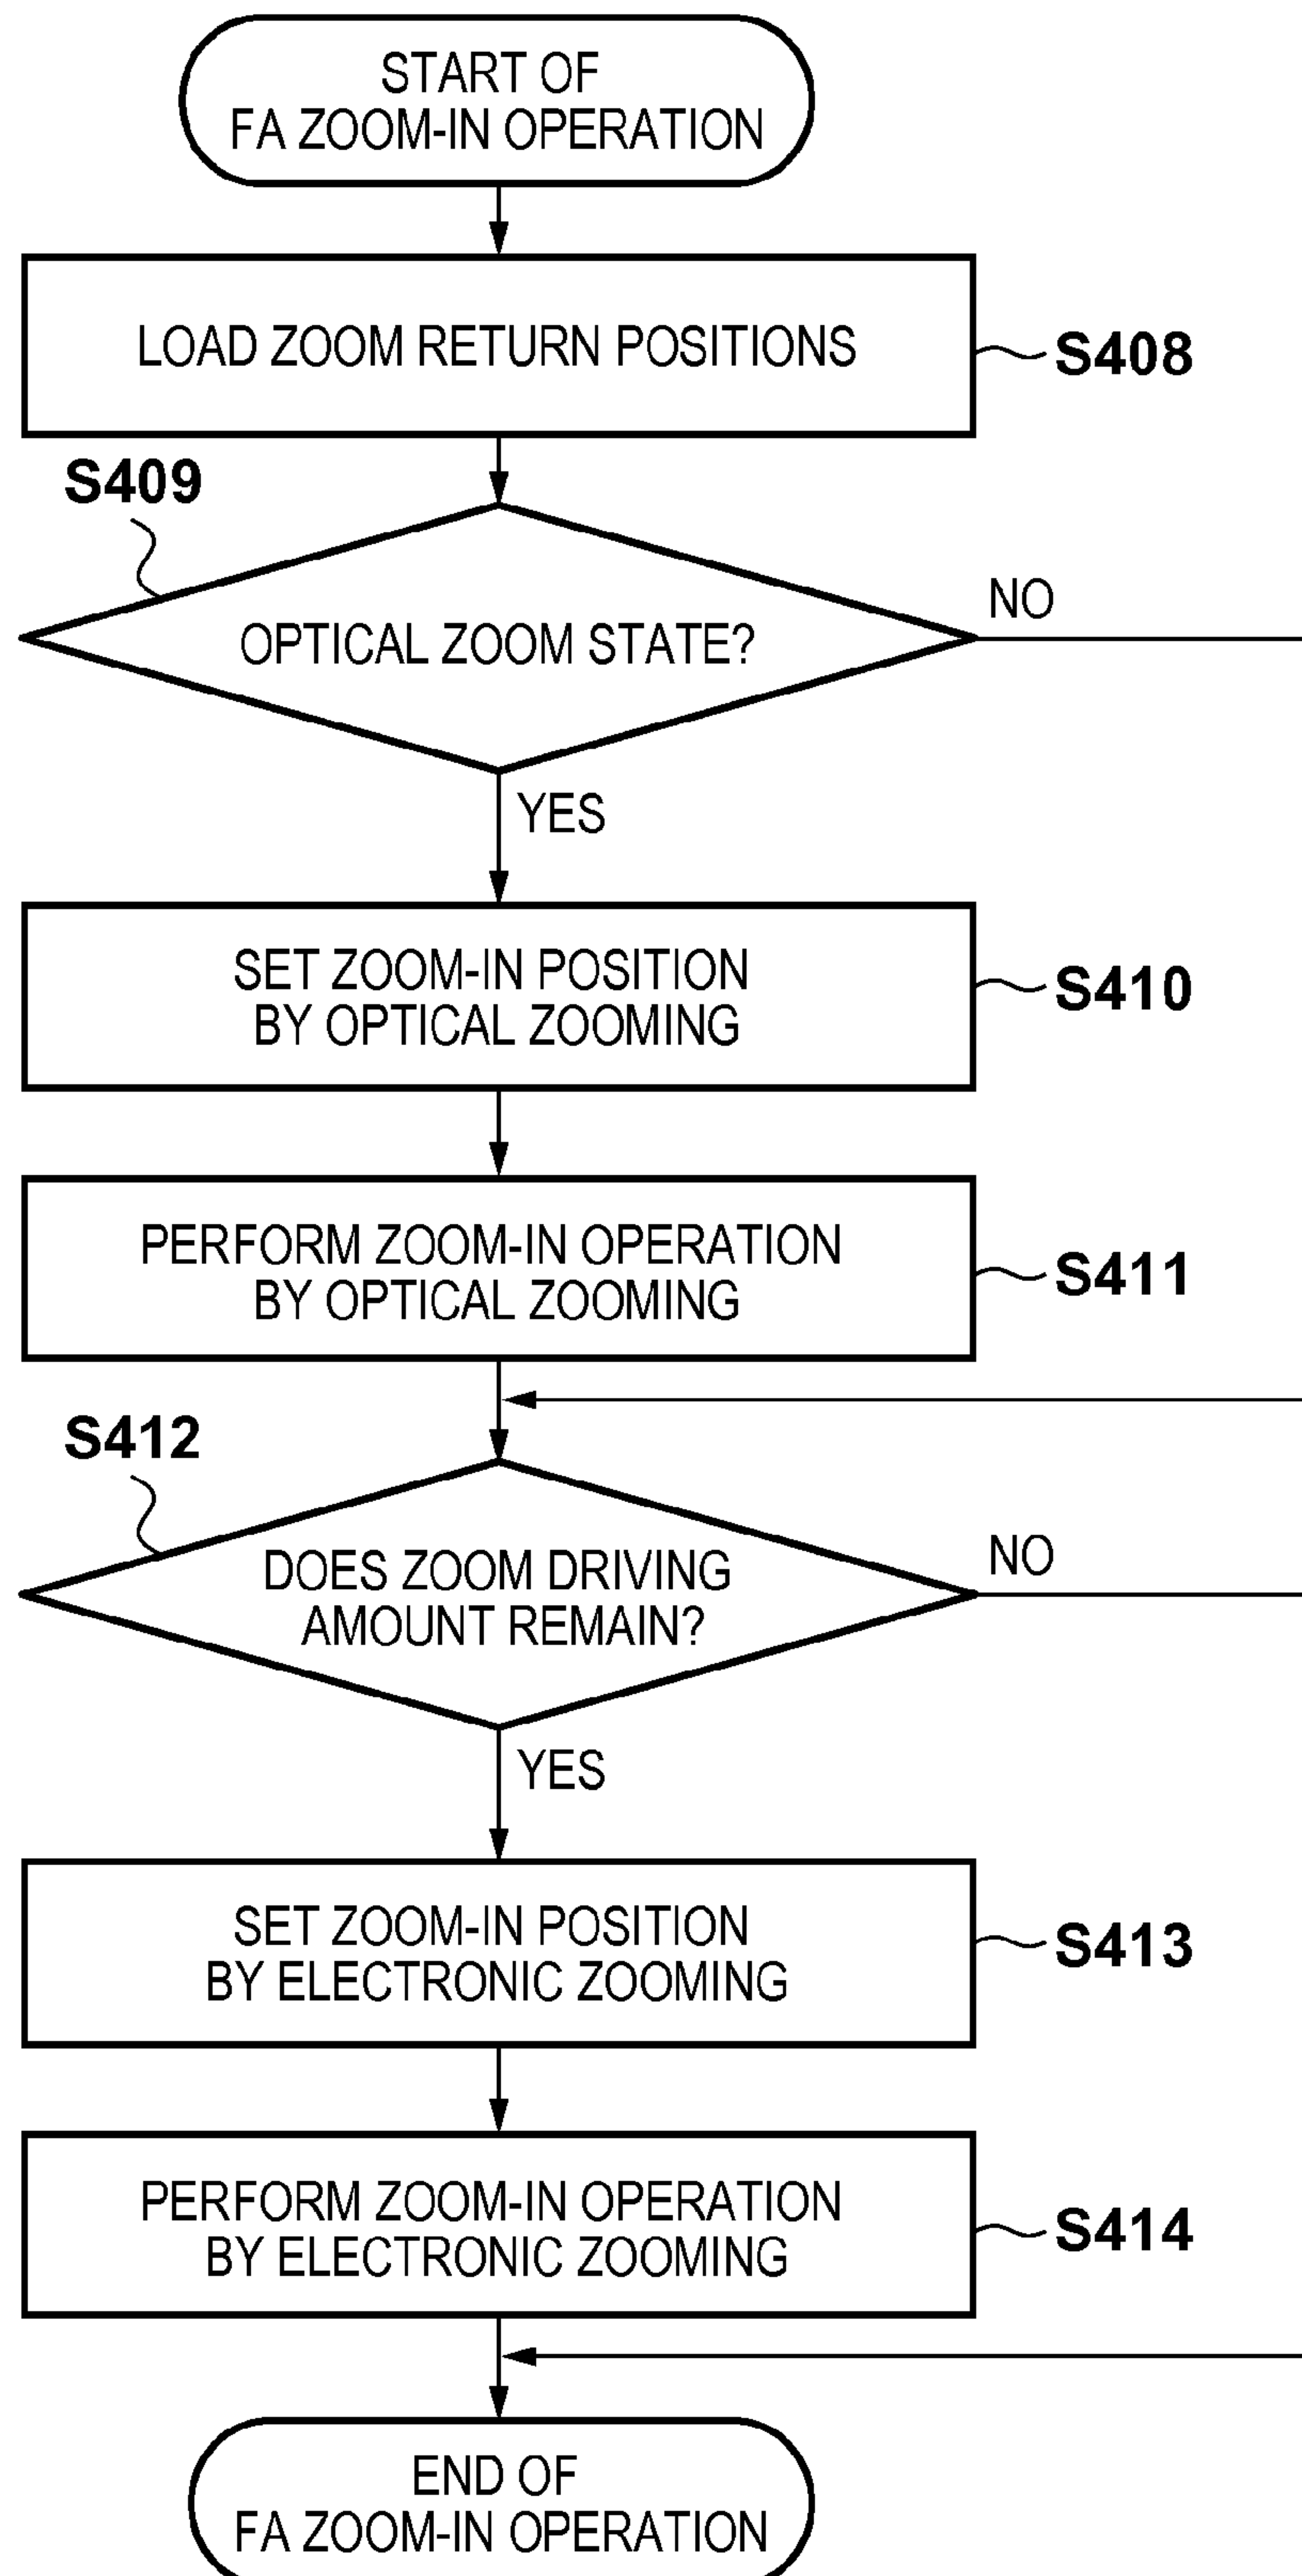 START OF
FA ZOOM-IN OPERATION
LOAD ZOOM RETURN POSITIONS
S408
S409
OPTICAL ZOOM STATE?
NO
YES
SET ZOOM-IN POSITION
BY OPTICAL ZOOMING
S410
PERFORM ZOOM-IN OPERATION
BY OPTICAL ZOOMING
S411
S412
DOES ZOOM DRIVING
AMOUNT REMAIN?
NO
YES
SET ZOOM-IN POSITION
BY ELECTRONIC ZOOMING
S413
PERFORM ZOOM-IN OPERATION
BY ELECTRONIC ZOOMING
S414
END OF
FA ZOOM-IN OPERATION